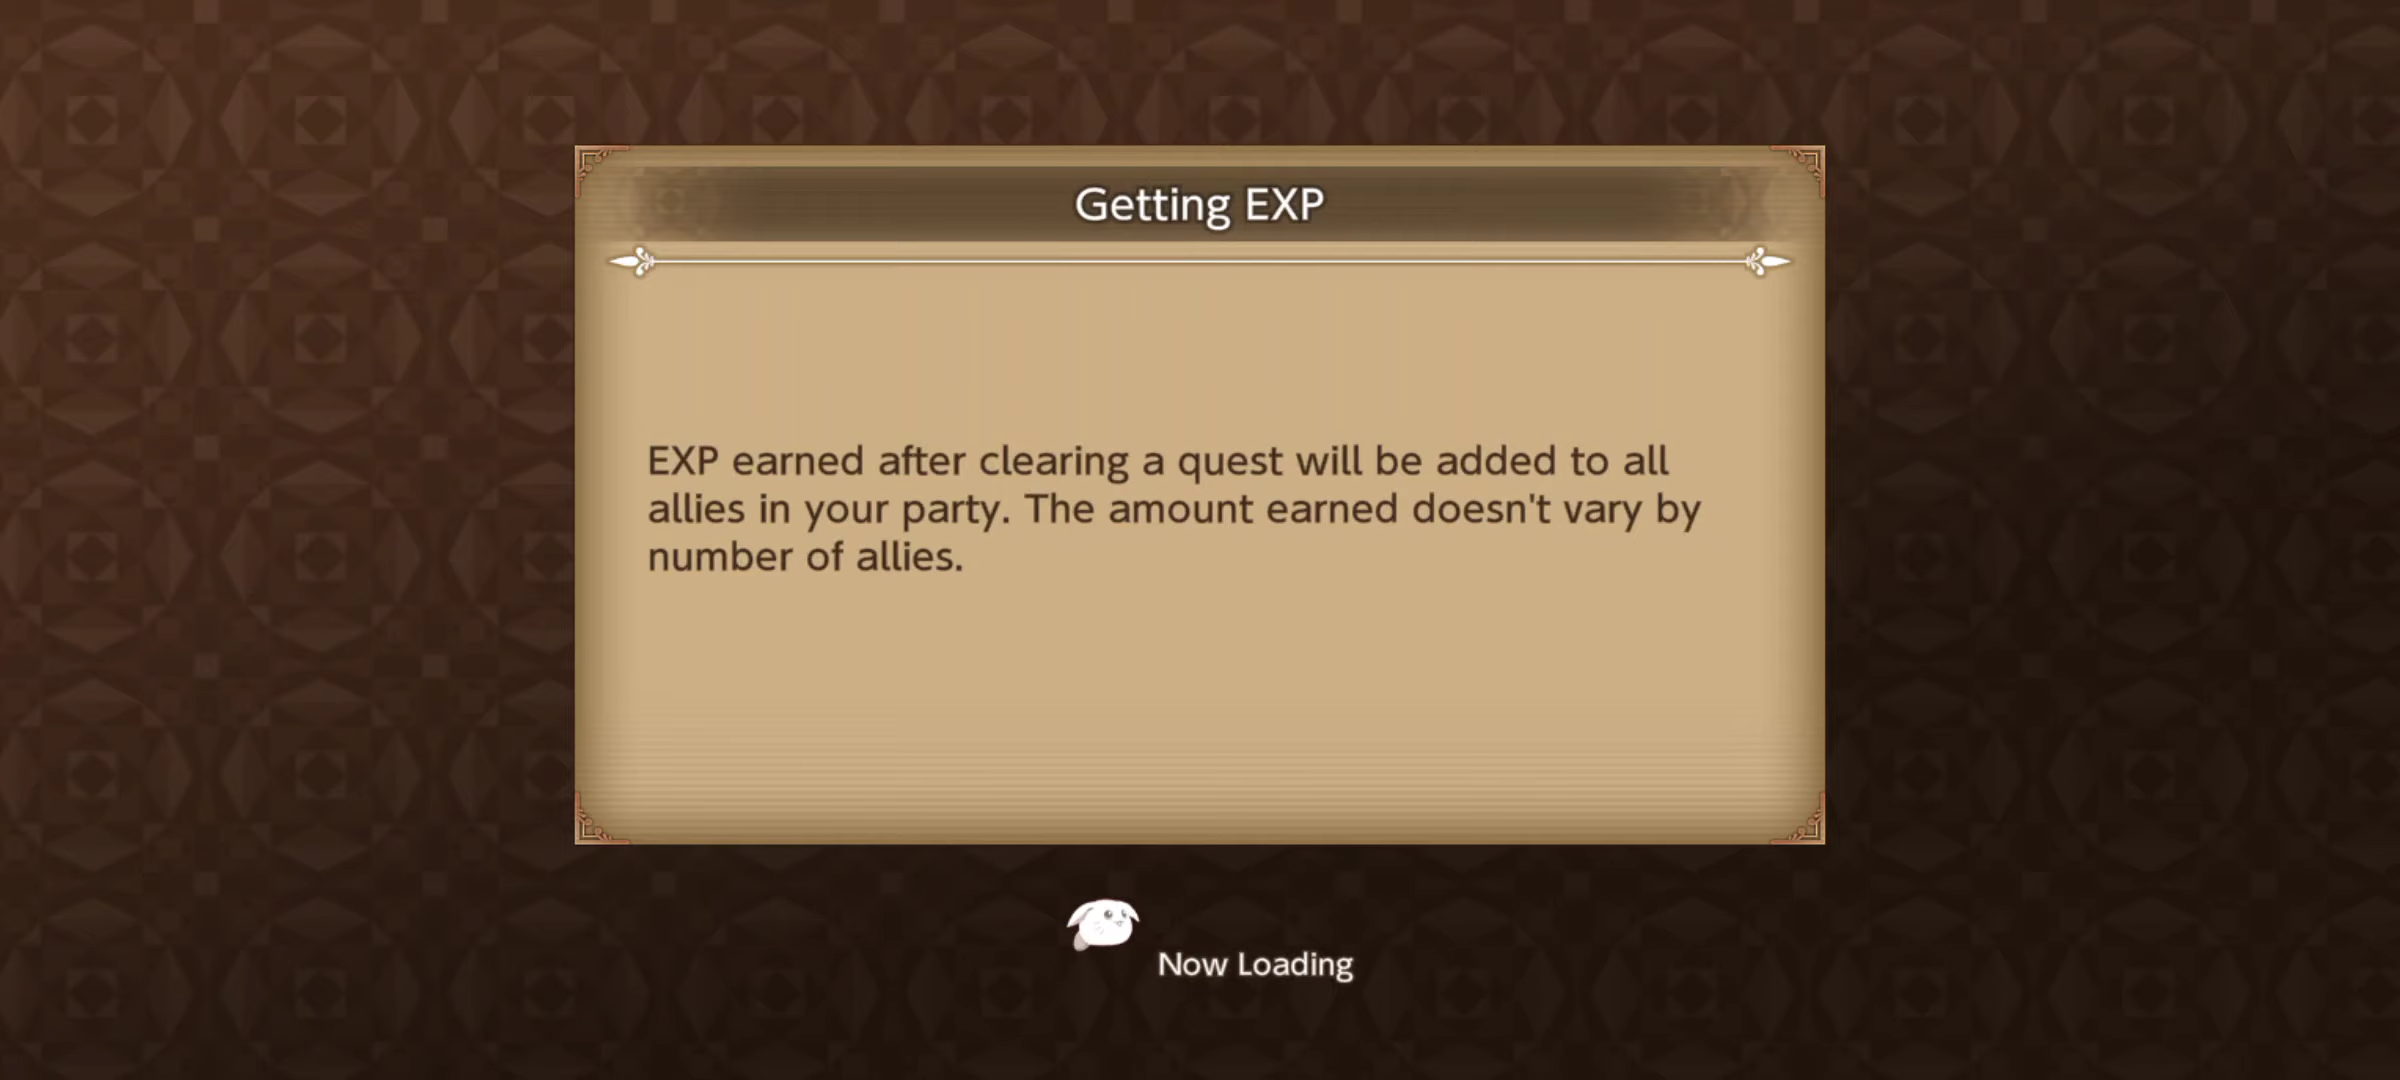 Getting EXP
EXP earned after clearing a quest will be added to all
allies in your party. The amount earned doesn't vary by
number of allies.
Now Loading